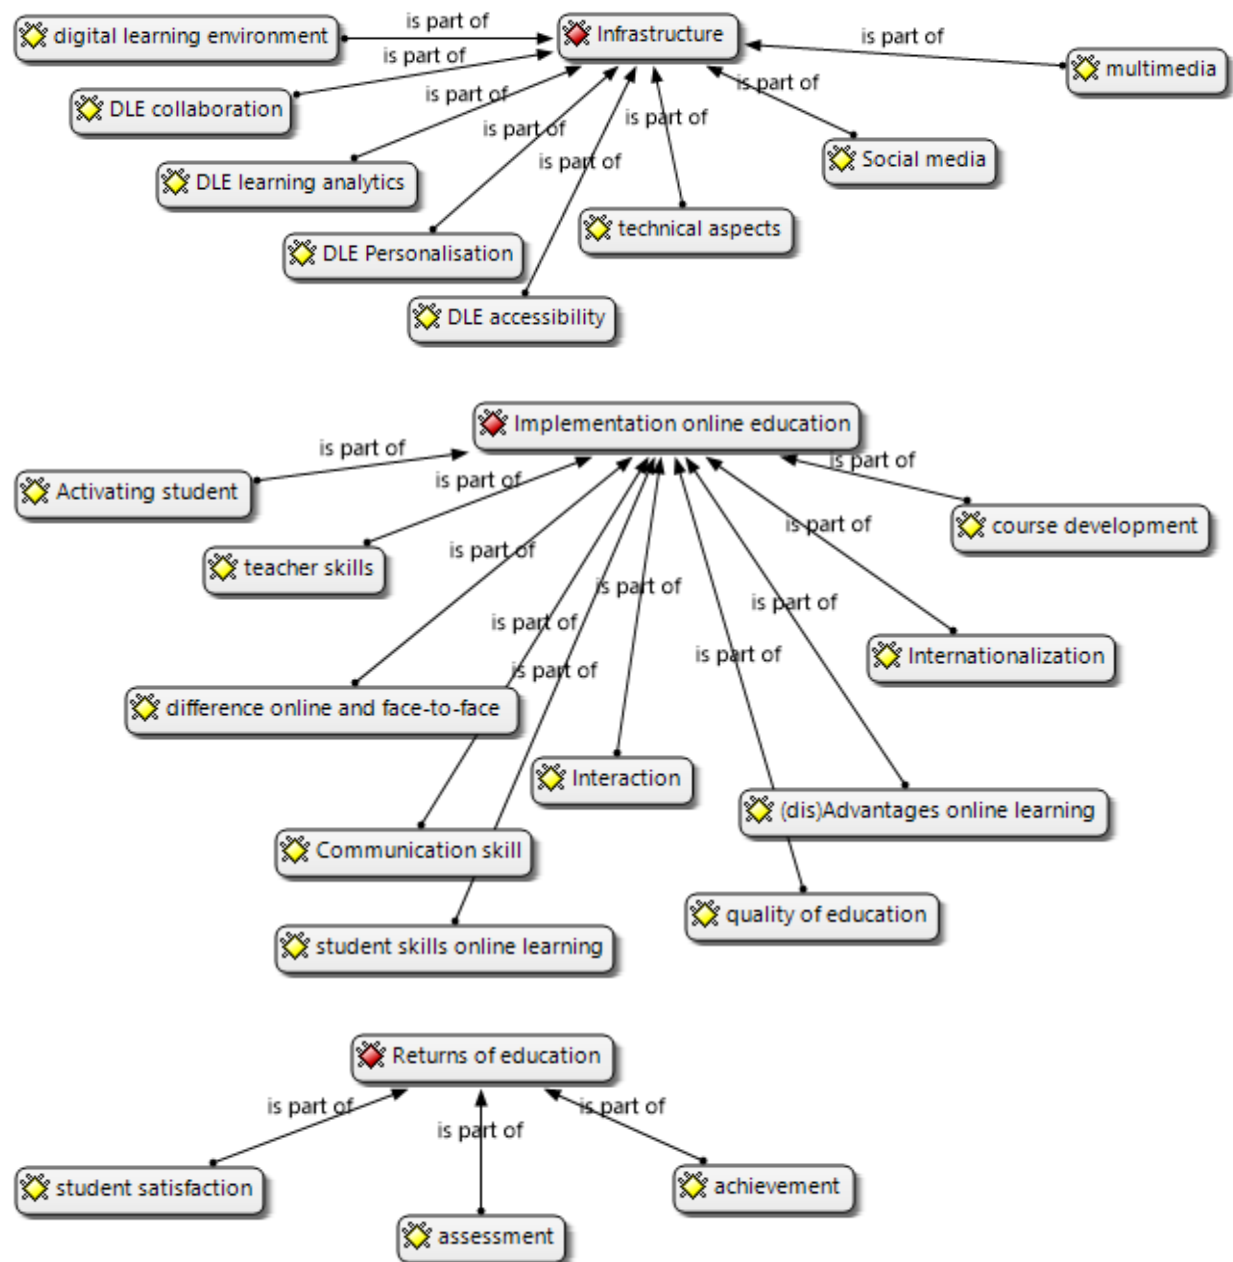 is part of
digital learning environment
Infrastructure
is part of
is part of
multimedia
DLE collaboration
is part of
is part of
is part of
is part of
is part of
Social media
DLE learning analytics
technical aspects
DLE Personalisation
DLE accessibility
Implementation online education
is part of
is part of
is part of
Activating student
course development
is part of
is part of
teacher skills
is part of
is part of
is part of
Internationalization
is part of
is part of
difference online and face-to-face
Interaction
(dis)Advantages online learning
Communication skill
quality of education
student skills online learning
Returns of education
is part of
is part of
is part of
student satisfaction
achievement
assessment